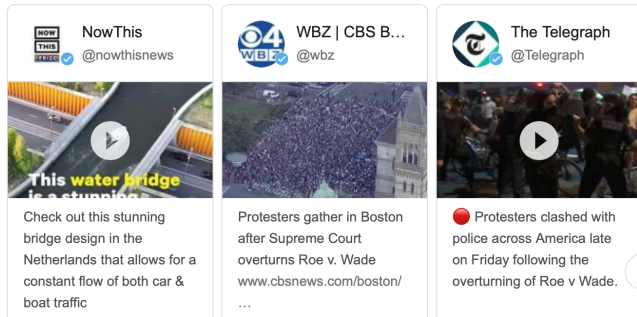 NowThis
@nowthisnews
NOW
THIS
This water bridge
is a stunning
Check out this stunning
bridge design in the
Netherlands that allows for a
constant flow of both car &
boat traffic
WBZ | CBS B...
@wbz
4
WBZ
Protesters gather in Boston
after Supreme Court
overturns Roe v. Wade
www.cbsnews.com/boston/
...
The Telegraph
@Telegraph
T
🔴 Protesters clashed with
police across America late
on Friday following the
overturning of Roe v Wade.